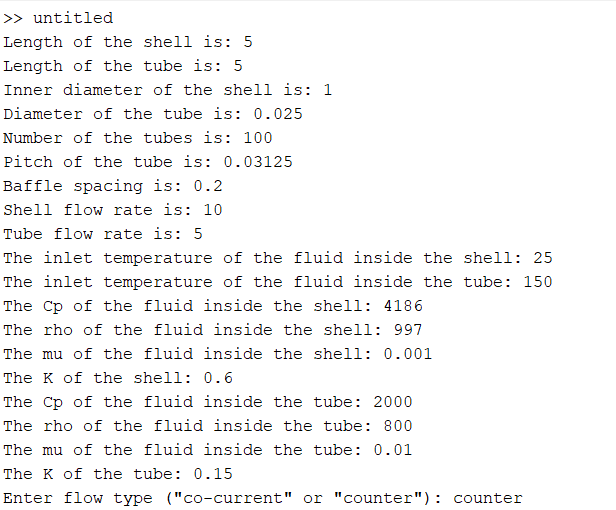 >> untitled
Length of the shell is: 5
Length of the tube is: 5
Inner diameter of the shell is: 1
Diameter of the tube is: 0.025
Number of the tubes is: 100
Pitch of the tube is: 0.03125
Baffle spacing is: 0.2
Shell flow rate is: 10
Tube flow rate is: 5
The inlet temperature of the fluid inside the shell: 25
The inlet temperature of the fluid inside the tube: 150
The Cp of the fluid inside the shell: 4186
The rho of the fluid inside the shell: 997
The mu of the fluid inside the shell: 0.001
The K of the shell: 0.6
The Cp of the fluid inside the tube: 2000
The rho of the fluid inside the tube: 800
The mu of the fluid inside the tube: 0.01
The K of the tube: 0.15
Enter flow type ("co-current" or "counter"): counter